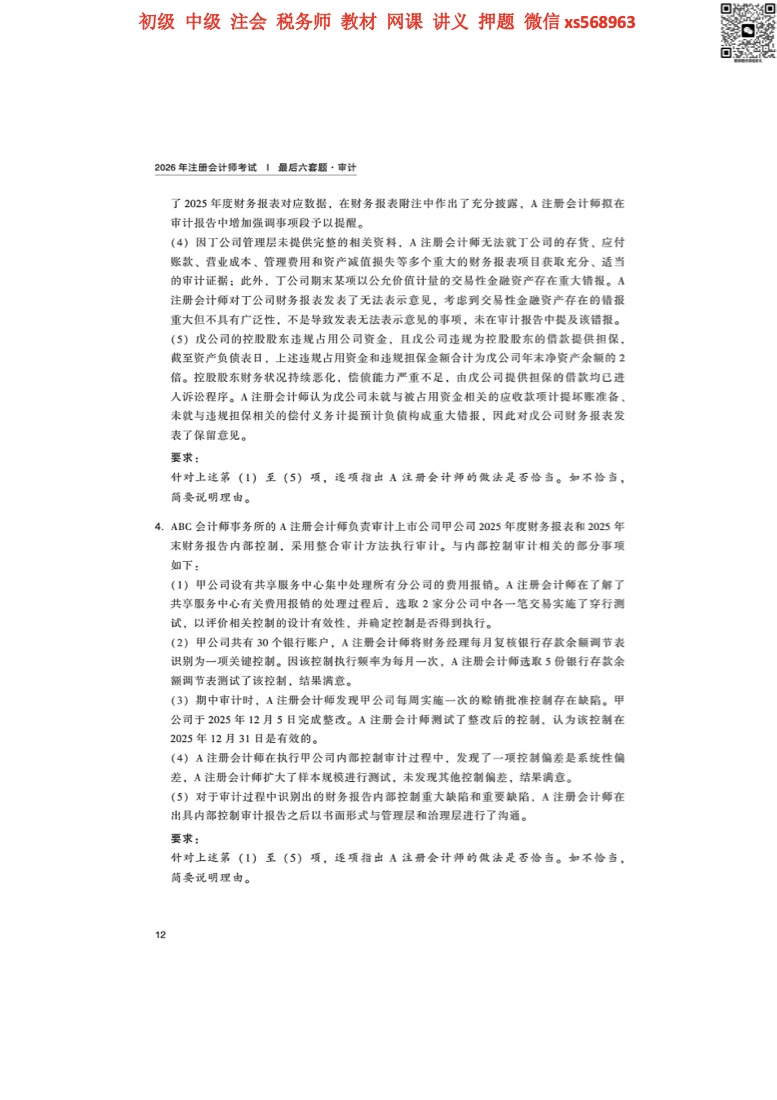 初级 中级 注会 税务师 教材 网课 讲义 押题 微信 xs568963
2026 年注册会计师考试 | 最后六套题·审计
了 2025 年度财务报表对应数据，在财务报表附注中作出了充分披露，A 注册会计师拟在
审计报告中增加强调事项段予以提醒。
（4）因丁公司管理层未提供完整的相关资料，A 注册会计师无法就丁公司的存货、应付
账款、营业成本、管理费用和资产减值损失等多个重大的财务报表项目获取充分、适当
的审计证据；此外，丁公司期末某项以公允价值计量的交易性金融资产存在重大错报。A
注册会计师对丁公司财务报表发表了无法表示意见，考虑到交易性金融资产存在的错报
重大但不具有广泛性，不是导致发表无法表示意见的事项，未在审计报告中提及该错报。
（5）戊公司的控股股东违规占用公司资金，且戊公司违规为控股股东的借款提供担保，
截至资产负债表日，上述违规占用资金和违规担保金额合计为戊公司年末净资产余额的 2
倍。控股股东财务状况持续恶化，偿债能力严重不足，由戊公司提供担保的借款均已进
入诉讼程序。A 注册会计师认为戊公司未就与被占用资金相关的应收款项计提坏账准备、
未就与违规担保相关的偿付义务计提预计负债构成重大错报，因此对戊公司财务报表发
表了保留意见。
要求：
针对上述第（1）至（5）项，逐项指出 A 注册会计师的做法是否恰当。如不恰当，
简要说明理由。
4. ABC 会计师事务所的 A 注册会计师负责审计上市公司甲公司 2025 年度财务报表和 2025 年
末财务报告内部控制，采用整合审计方法执行审计。与内部控制审计相关的部分事项
如下：
（1）甲公司设有共享服务中心集中处理所有分公司的费用报销。A 注册会计师在了解了
共享服务中心有关费用报销的处理过程后，选取 2 家分公司中各一笔交易实施了穿行测
试，以评价相关控制的设计有效性，并确定控制是否得到执行。
（2）甲公司共有 30 个银行账户，A 注册会计师将财务经理每月复核银行存款余额调节表
识别为一项关键控制。因该控制执行频率为每月一次，A 注册会计师选取 5 份银行存款余
额调节表测试了该控制，结果满意。
（3）期中审计时，A 注册会计师发现甲公司每周实施一次的赊销批准控制存在缺陷。甲
公司于 2025 年 12 月 5 日完成整改。A 注册会计师测试了整改后的控制，认为该控制在
2025 年 12 月 31 日是有效的。
（4）A 注册会计师在执行甲公司内部控制审计过程中，发现了一项控制偏差是系统性偏
差，A 注册会计师扩大了样本规模进行测试，未发现其他控制偏差，结果满意。
（5）对于审计过程中识别出的财务报告内部控制重大缺陷和重要缺陷，A 注册会计师在
出具内部控制审计报告之后以书面形式与管理层和治理层进行了沟通。
要求：
针对上述第（1）至（5）项，逐项指出 A 注册会计师的做法是否恰当。如不恰当，
简要说明理由。
12